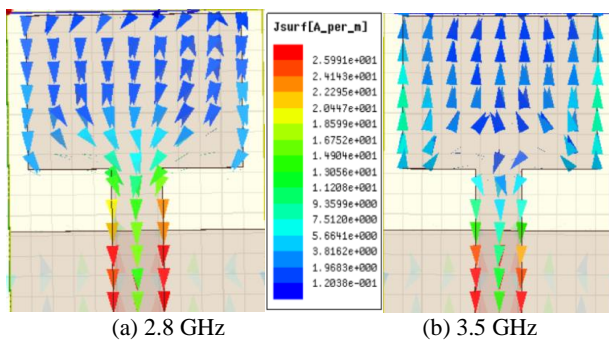 Jsurf[A_per_m]
2.5991e+001
2.4143e+001
2.2295e+001
2.0447e+001
1.8599e+001
1.6752e+001
1.4904e+001
1.3056e+001
1.1208e+001
9.3599e+000
7.5120e+000
5.6641e+000
3.8162e+000
1.9683e+000
1.2038e-001
(a) 2.8 GHz
(b) 3.5 GHz